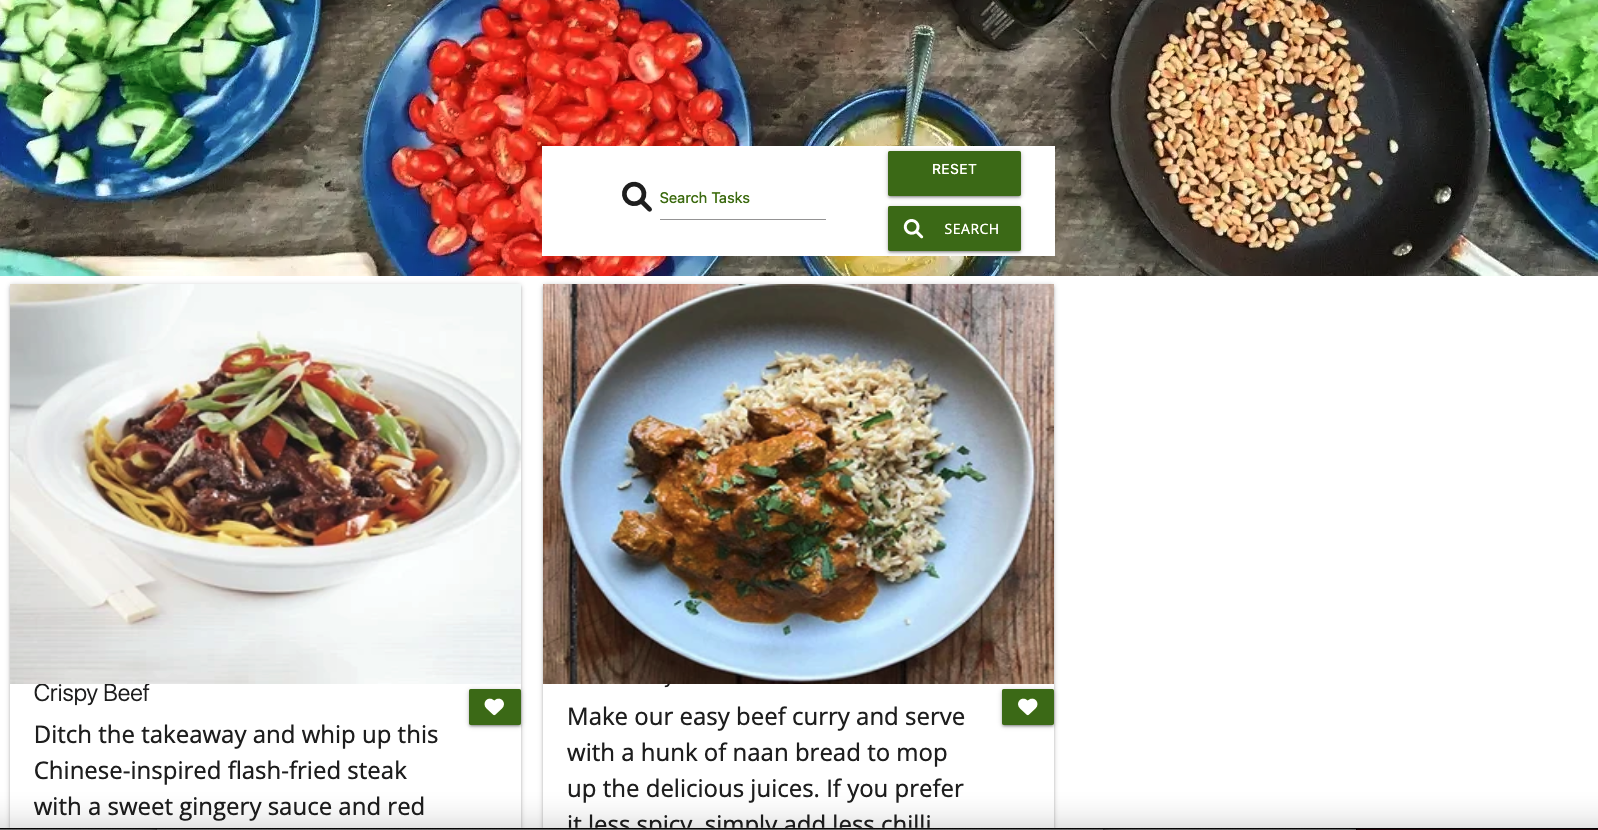 RESET
Search Tasks
SEARCH
Crispy Beef
Ditch the takeaway and whip up this
Chinese-inspired flash-fried steak
with a sweet gingery sauce and red
Make our easy beef curry and serve
with a hunk of naan bread to mop
up the delicious juices. If you prefer
it less spicy, simply add less chilli